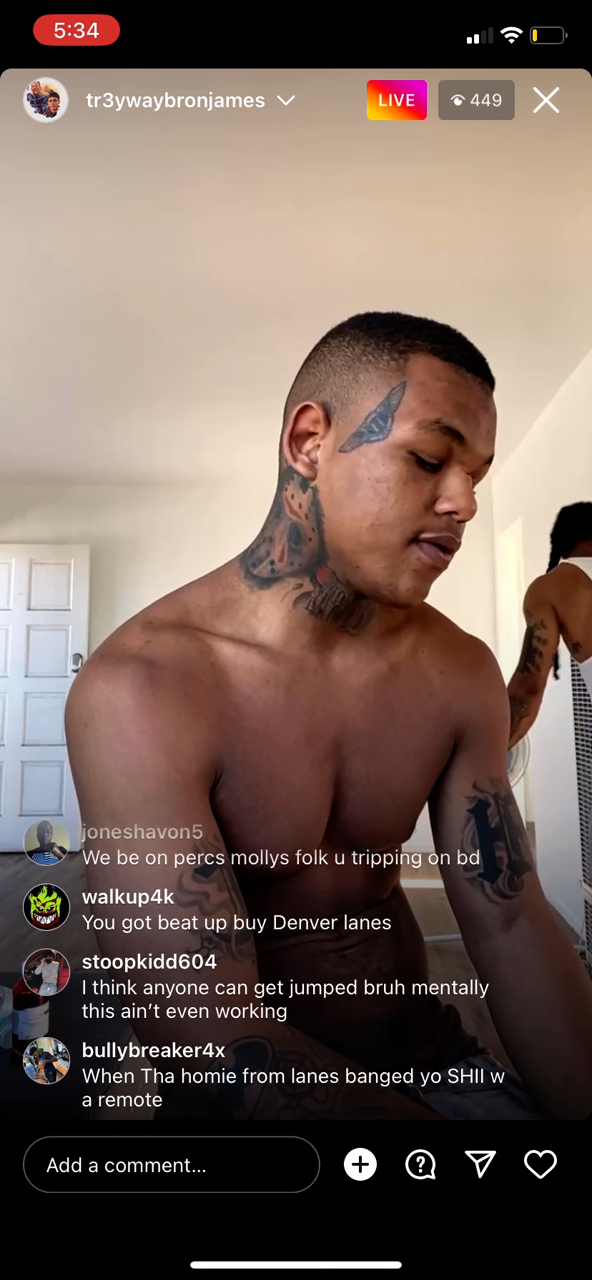 5:34
tr3ywaybronjames
LIVE
449
joneshavon5
We be on percs mollys folk u tripping on bd
walkup4k
You got beat up buy Denver lanes
stoopkidd604
I think anyone can get jumped bruh mentally
this ain’t even working
bullybreaker4x
When Tha homie from lanes banged yo SHII w
a remote
Add a comment...